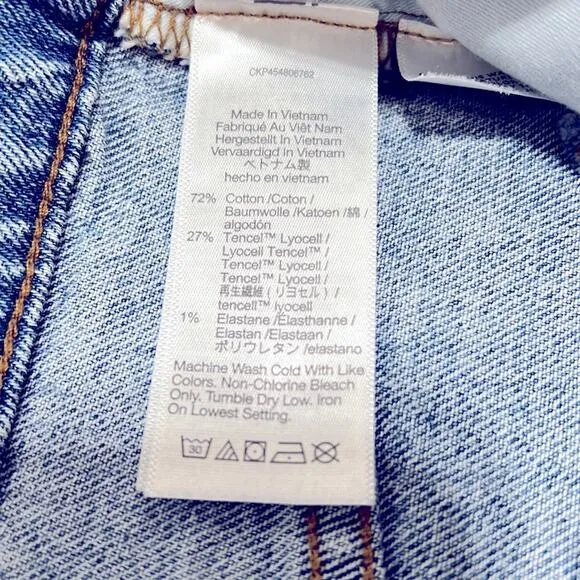 CKP454806762
Made In Vietnam
Fabriqué Au Viêt Nam
Hergestellt In Vietnam
Vervaardigd In Vietnam
ベトナム製
hecho en vietnam
72% Cotton /Coton /
Baumwolle /Katoen /綿 /
algodón
27% Tencel™ Lyocell /
Lyocell Tencel™ /
Tencel™ Lyocell /
Tencel™ Lyocell /
再生繊維 ( リヨセル ) /
tencell™ lyocell
1% Elastane /Élasthanne /
Elastan /Elastaan /
ポリウレタン /elastano
Machine Wash Cold With Like
Colors. Non-Chlorine Bleach
Only. Tumble Dry Low. Iron
On Lowest Setting.
30